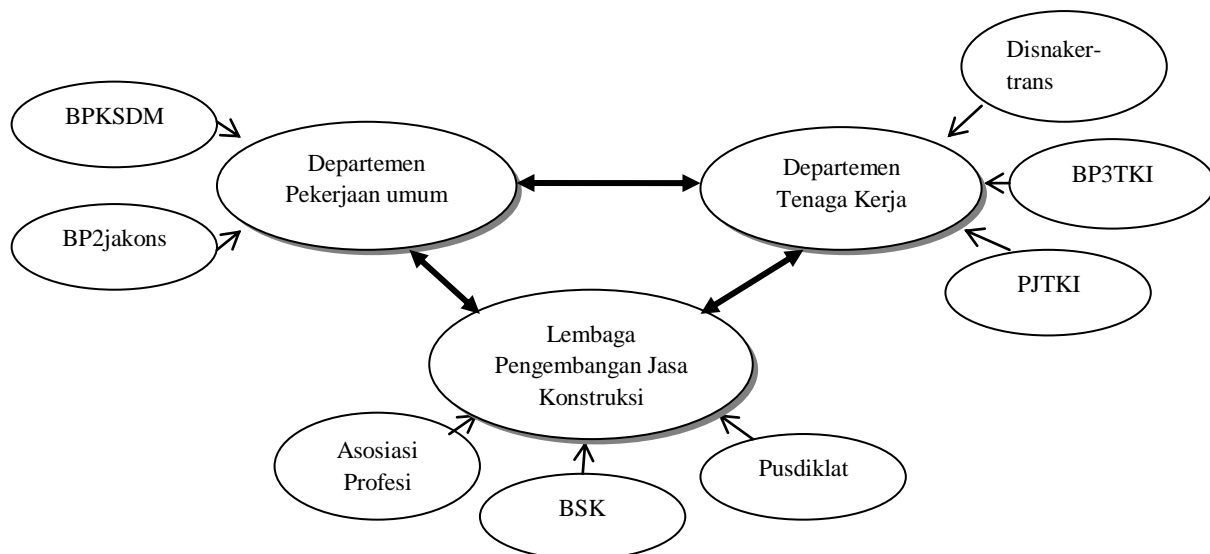 Disnaker-
trans
BPKSDM
Departemen
Pekerjaan umum
Departemen
Tenaga Kerja
BP3TKI
BP2jakons
PJTKI
Lembaga
Pengembangan Jasa
Konstruksi
Asosiasi
Profesi
BSK
Pusdiklat